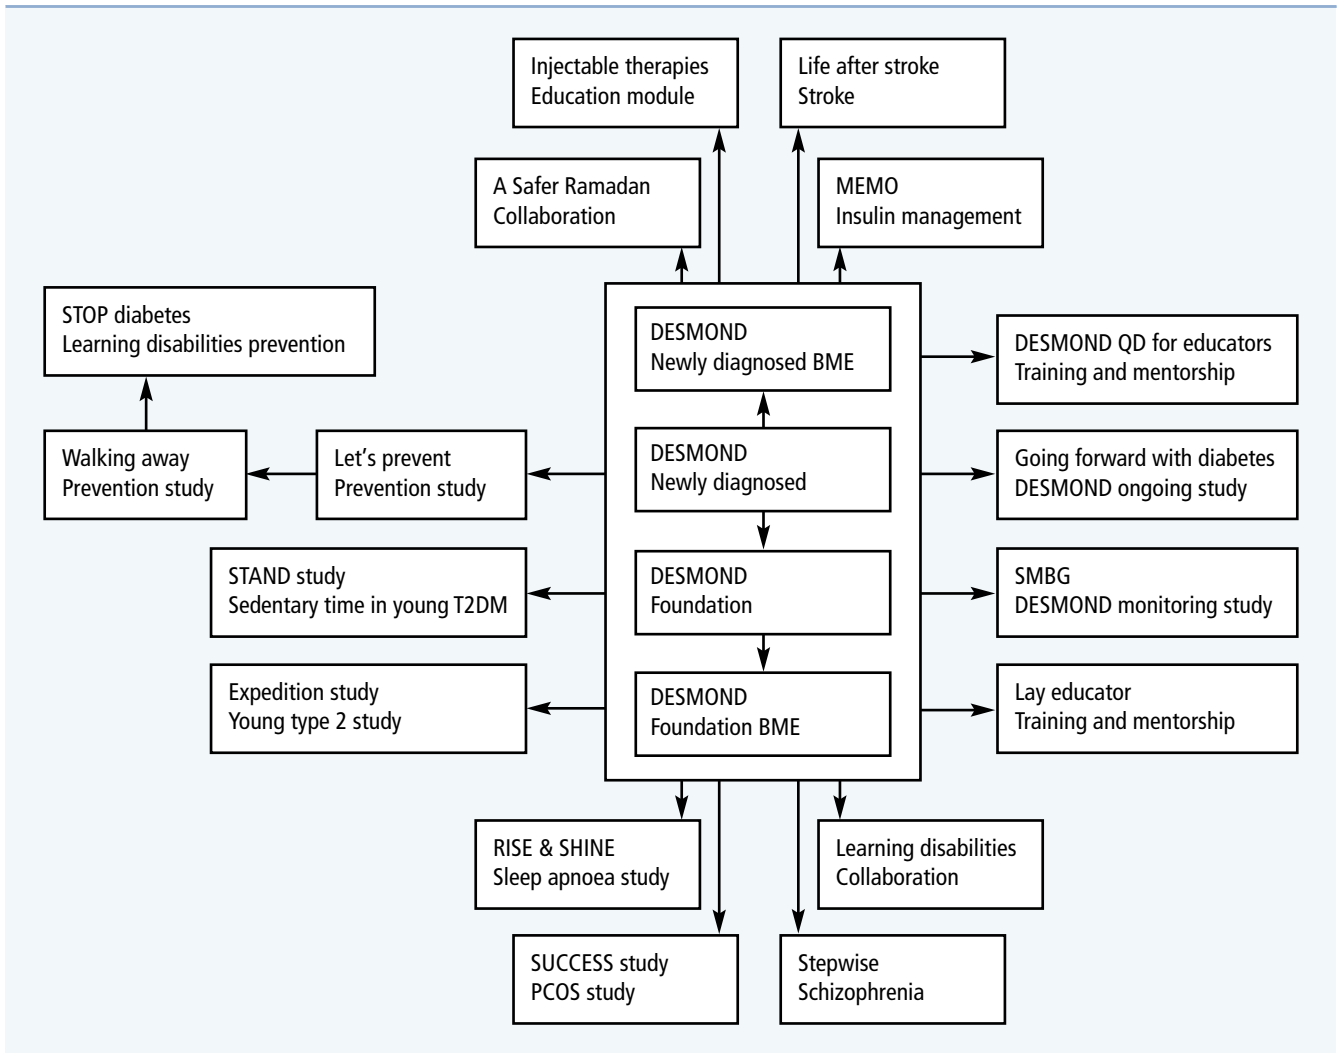 Injectable therapies
Education module
Life after stroke
Stroke
A Safer Ramadan
Collaboration
MEMO
Insulin management
STOP diabetes
Learning disabilities prevention
DESMOND
Newly diagnosed BME
DESMOND QD for educators
Training and mentorship
Walking away
Prevention study
Let's prevent
Prevention study
DESMOND
Newly diagnosed
Going forward with diabetes
DESMOND ongoing study
STAND study
Sedentary time in young T2DM
DESMOND
Foundation
SMBG
DESMOND monitoring study
Expedition study
Young type 2 study
DESMOND
Foundation BME
Lay educator
Training and mentorship
RISE & SHINE
Sleep apnoea study
Learning disabilities
Collaboration
SUCCESS study
PCOS study
Stepwise
Schizophrenia